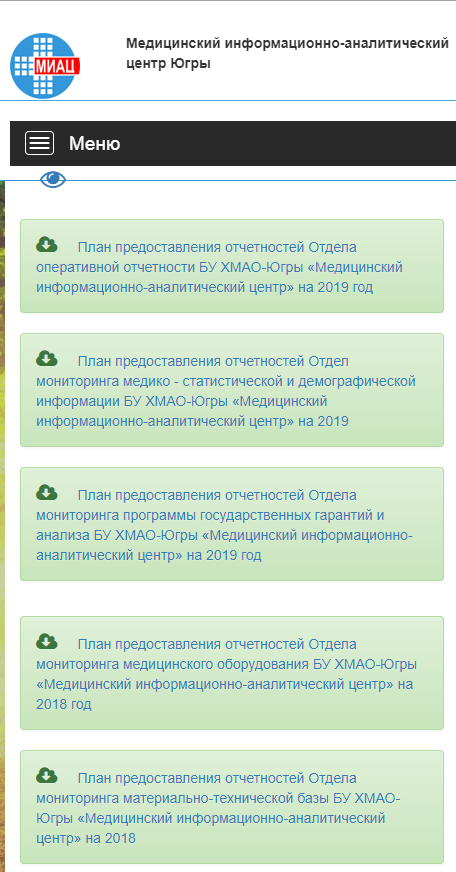 МИАЦ
Медицинский информационно-аналитический
центр Югры
Меню
План предоставления отчетностей Отдела
оперативной отчетности БУ ХМАО-Югры «Медицинский
информационно-аналитический центр» на 2019 год
План предоставления отчетностей Отдел
мониторинга медико - статистической и демографической
информации БУ ХМАО-Югры «Медицинский
информационно-аналитический центр» на 2019
План предоставления отчетностей Отдела
мониторинга программы государственных гарантий и
анализа БУ ХМАО-Югры «Медицинский информационно-
аналитический центр» на 2019 год
План предоставления отчетностей Отдела
мониторинга медицинского оборудования БУ ХМАО-Югры
«Медицинский информационно-аналитический центр» на
2018 год
План предоставления отчетностей Отдела
мониторинга материально-технической базы БУ ХМАО-
Югры «Медицинский информационно-аналитический
центр» на 2018